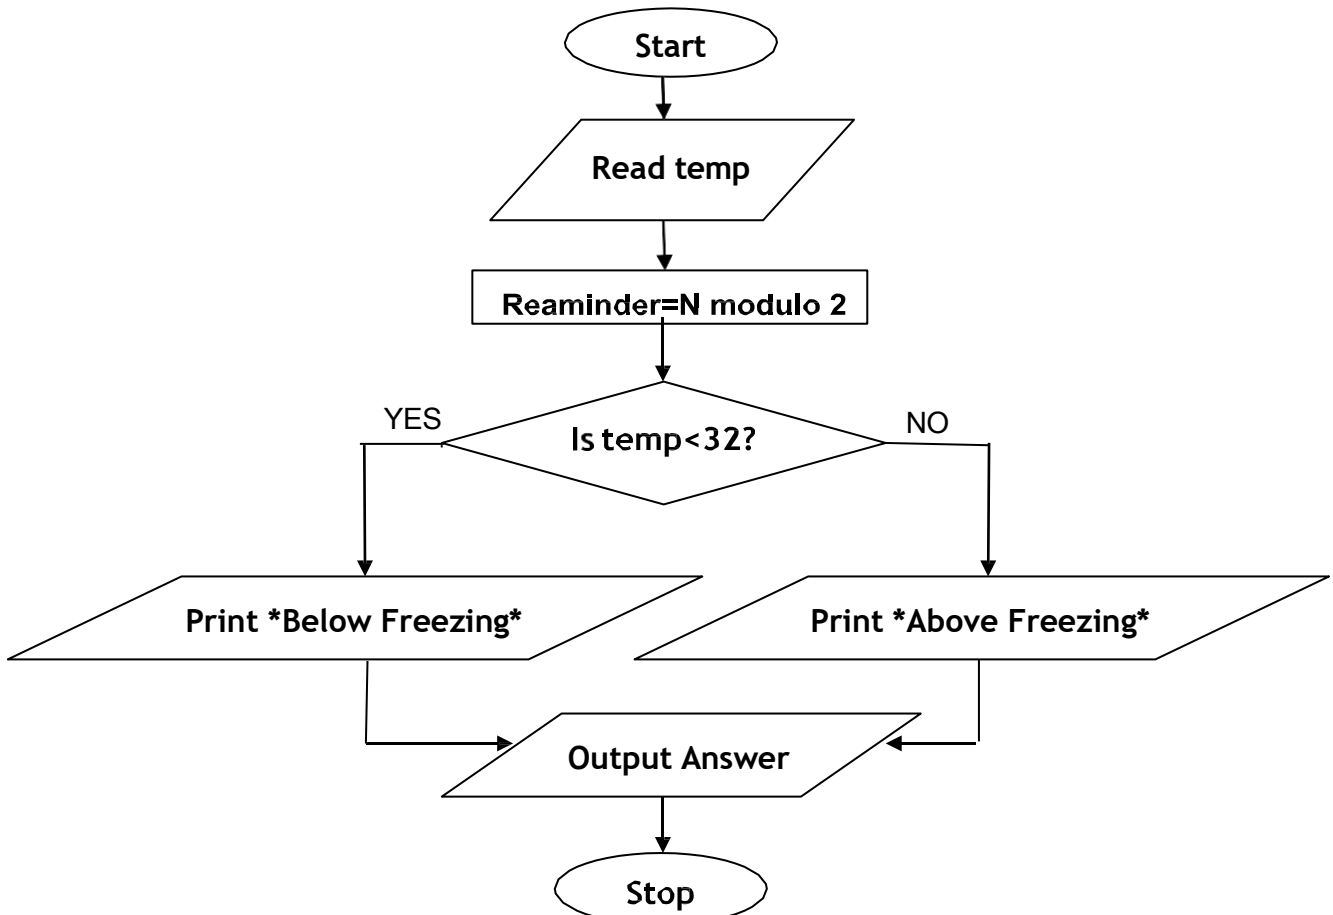 Start
Read temp
Reaminder=N modulo 2
YES
Is temp<32?
NO
Print *Below Freezing*
Print *Above Freezing*
Output Answer
Stop